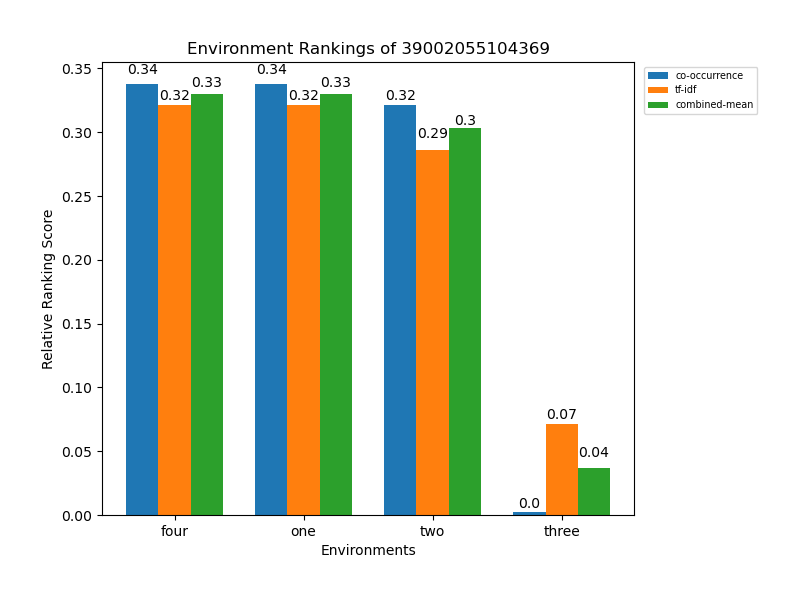 Environment Rankings of 39002055104369
co-occurrence
tf-idf
combined-mean
Relative Ranking Score
0.35
0.30
0.25
0.20
0.15
0.10
0.05
0.00
0.34
0.32
0.33
0.34
0.32
0.33
0.32
0.29
0.3
0.0
0.07
0.04
four
one
two
three
Environments